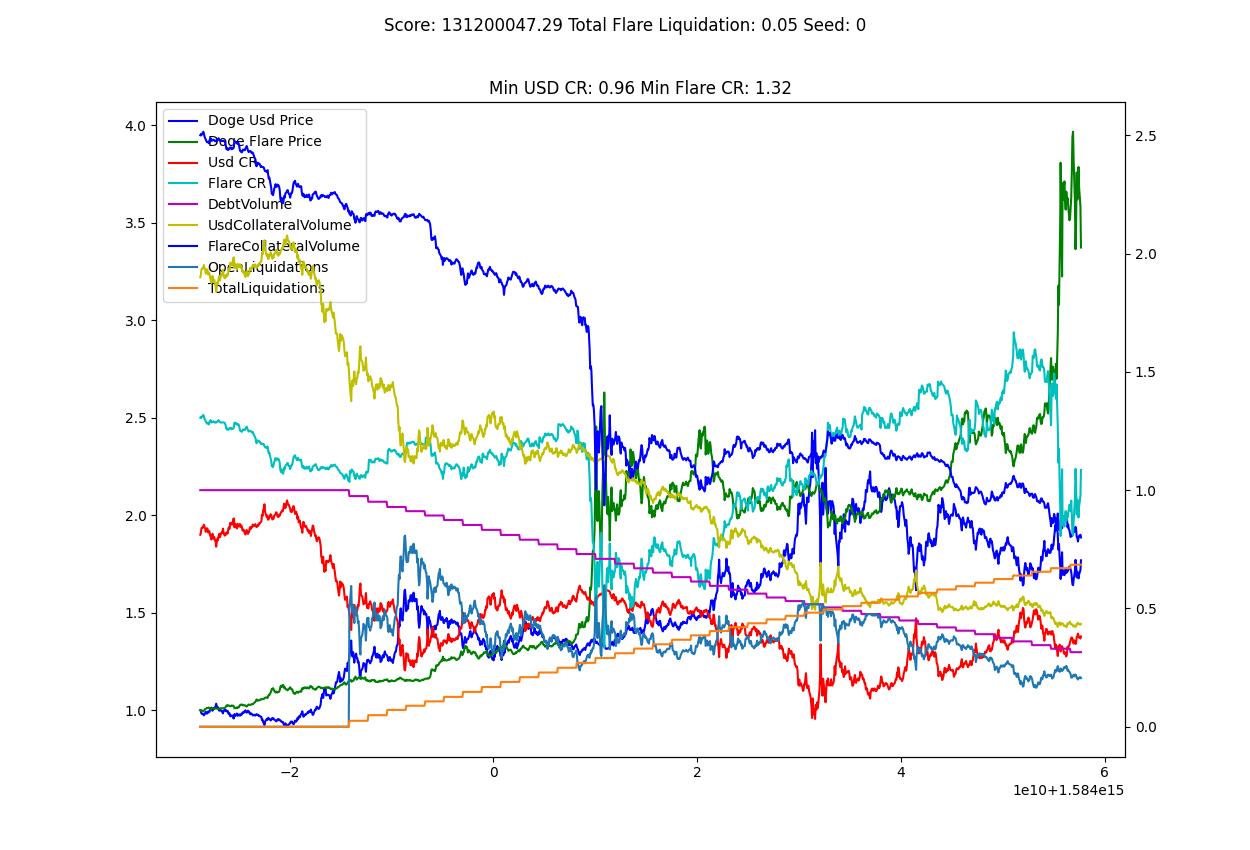 Score: 131200047.29 Total Flare Liquidation: 0.05 Seed: 0
Min USD CR: 0.96 Min Flare CR: 1.32
Doge Usd Price
Doge Flare Price
Usd CR
Flare CR
DebtVolume
UsdCollateralVolume
FlareCollateralVolume
OpenLiquidations
TotalLiquidations
4.0
3.5
3.0
2.5
2.0
1.5
1.0
2.5
2.0
1.5
1.0
0.5
0.0
−2
0
2
4
6
1e10+1.584e15